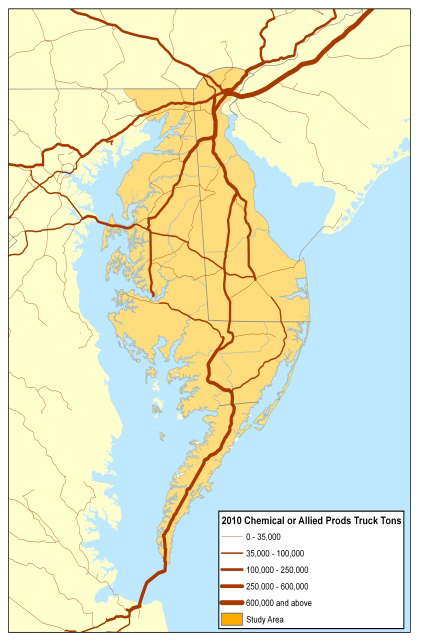 2010 Chemical or Allied Prods Truck Tons
0 - 35,000
35,000 - 100,000
100,000 - 250,000
250,000 - 600,000
600,000 and above
Study Area